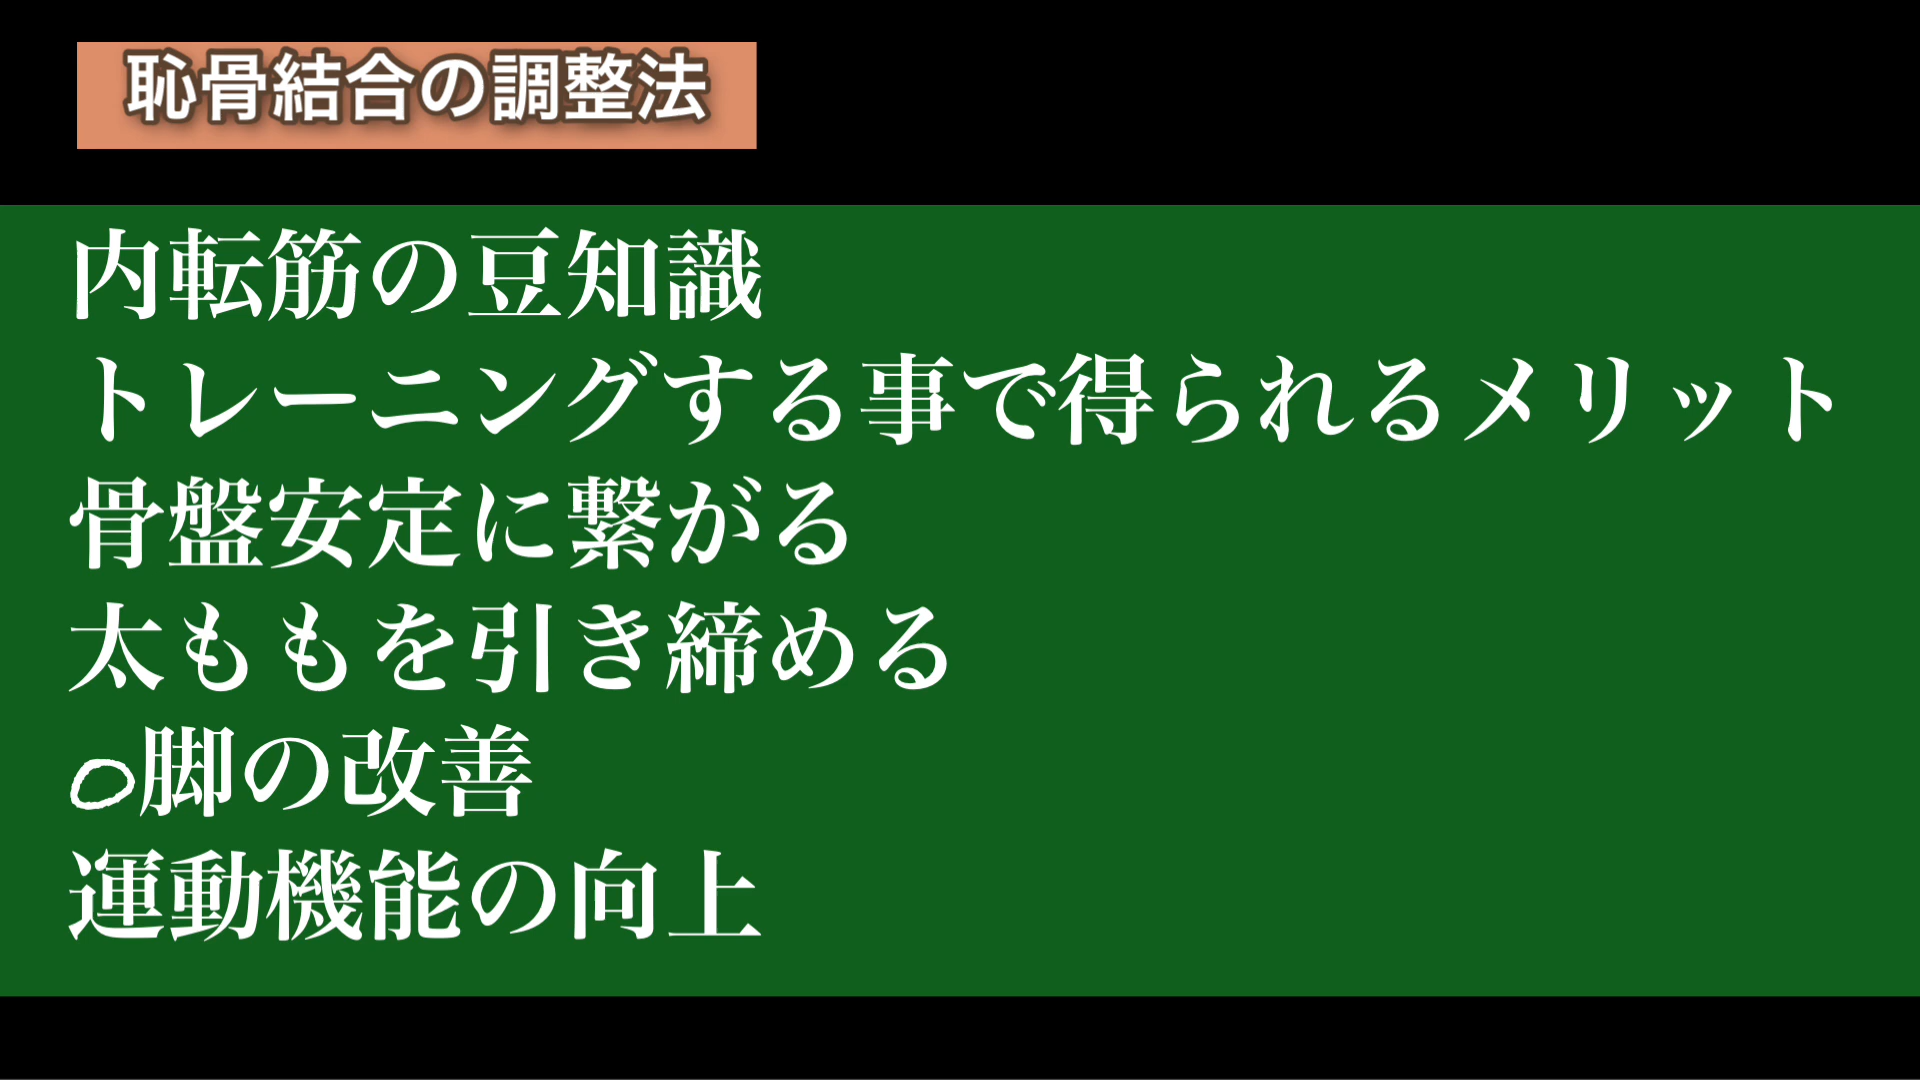 恥骨結合の調整法
内転筋の豆知識
トレーニングする事で得られるメリット
骨盤安定に繋がる
太ももを引き締める
o脚の改善
運動機能の向上